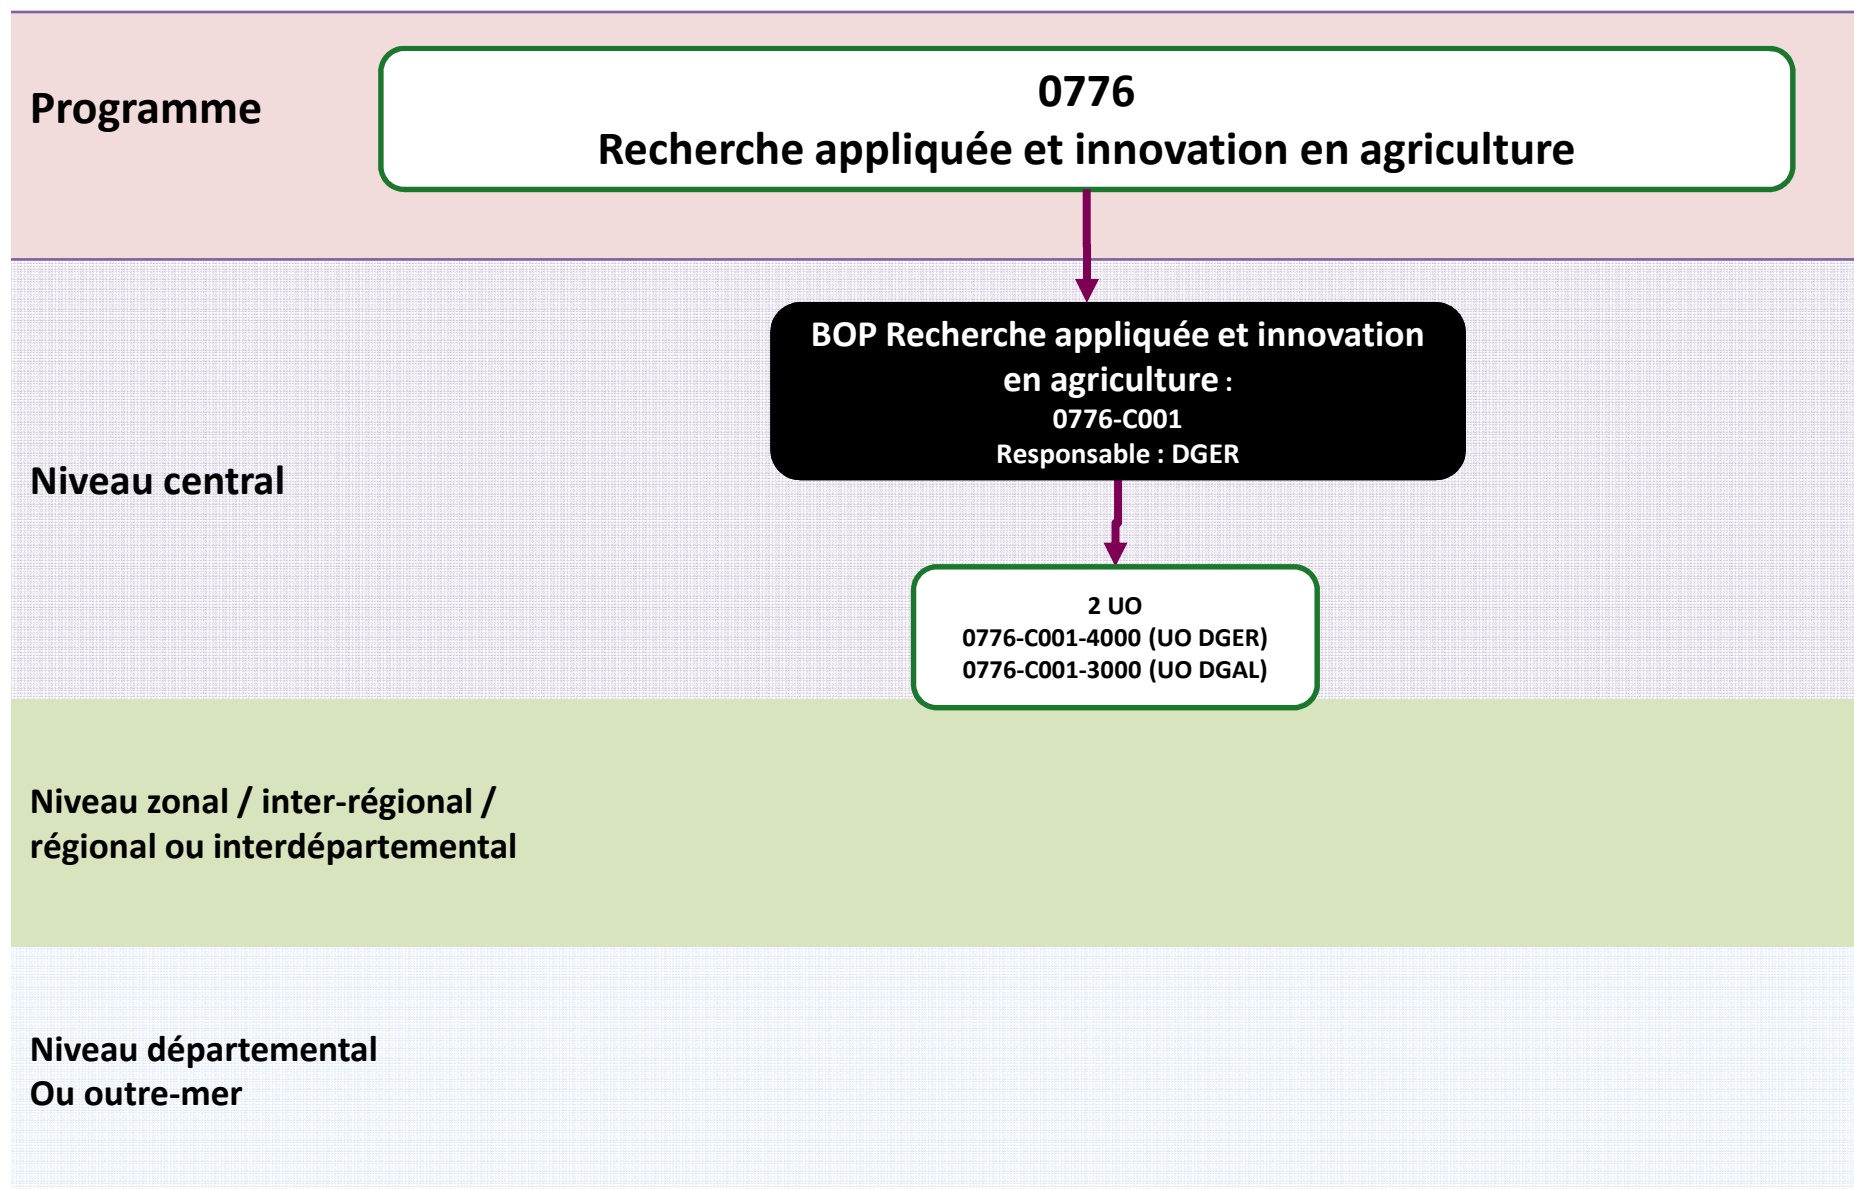 Programme
0776
Recherche appliquée et innovation en agriculture
Niveau central
BOP Recherche appliquée et innovation
en agriculture :
0776-C001
Responsable : DGER
2 UO
0776-C001-4000 (UO DGER)
0776-C001-3000 (UO DGAL)
Niveau zonal / inter-régional /
régional ou interdépartemental
Niveau départemental
Ou outre-mer